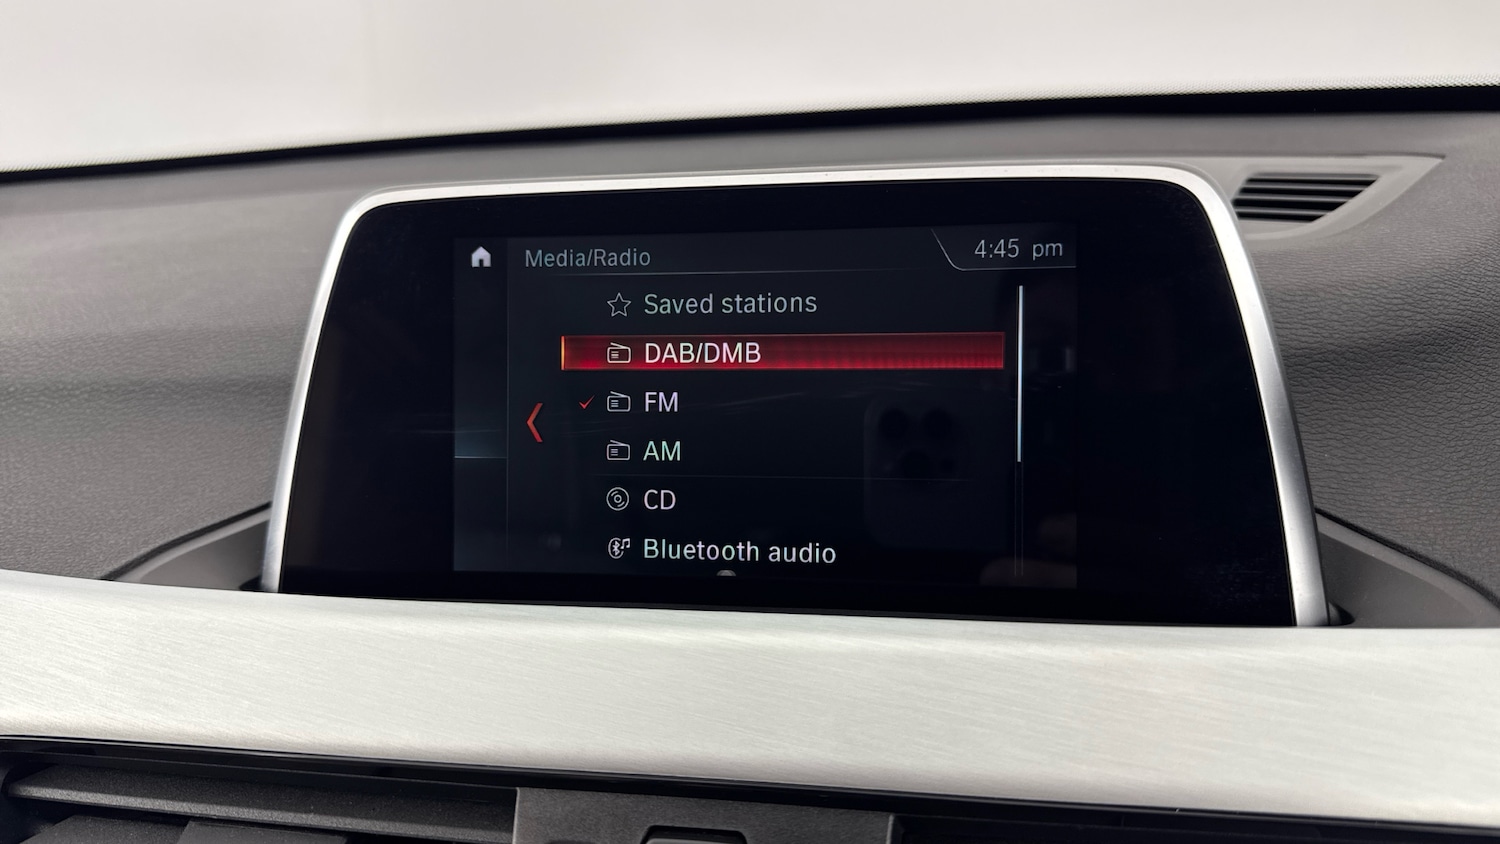 Media/Radio
4:45 pm
Saved stations
DAB/DMB
FM
AM
CD
Bluetooth audio